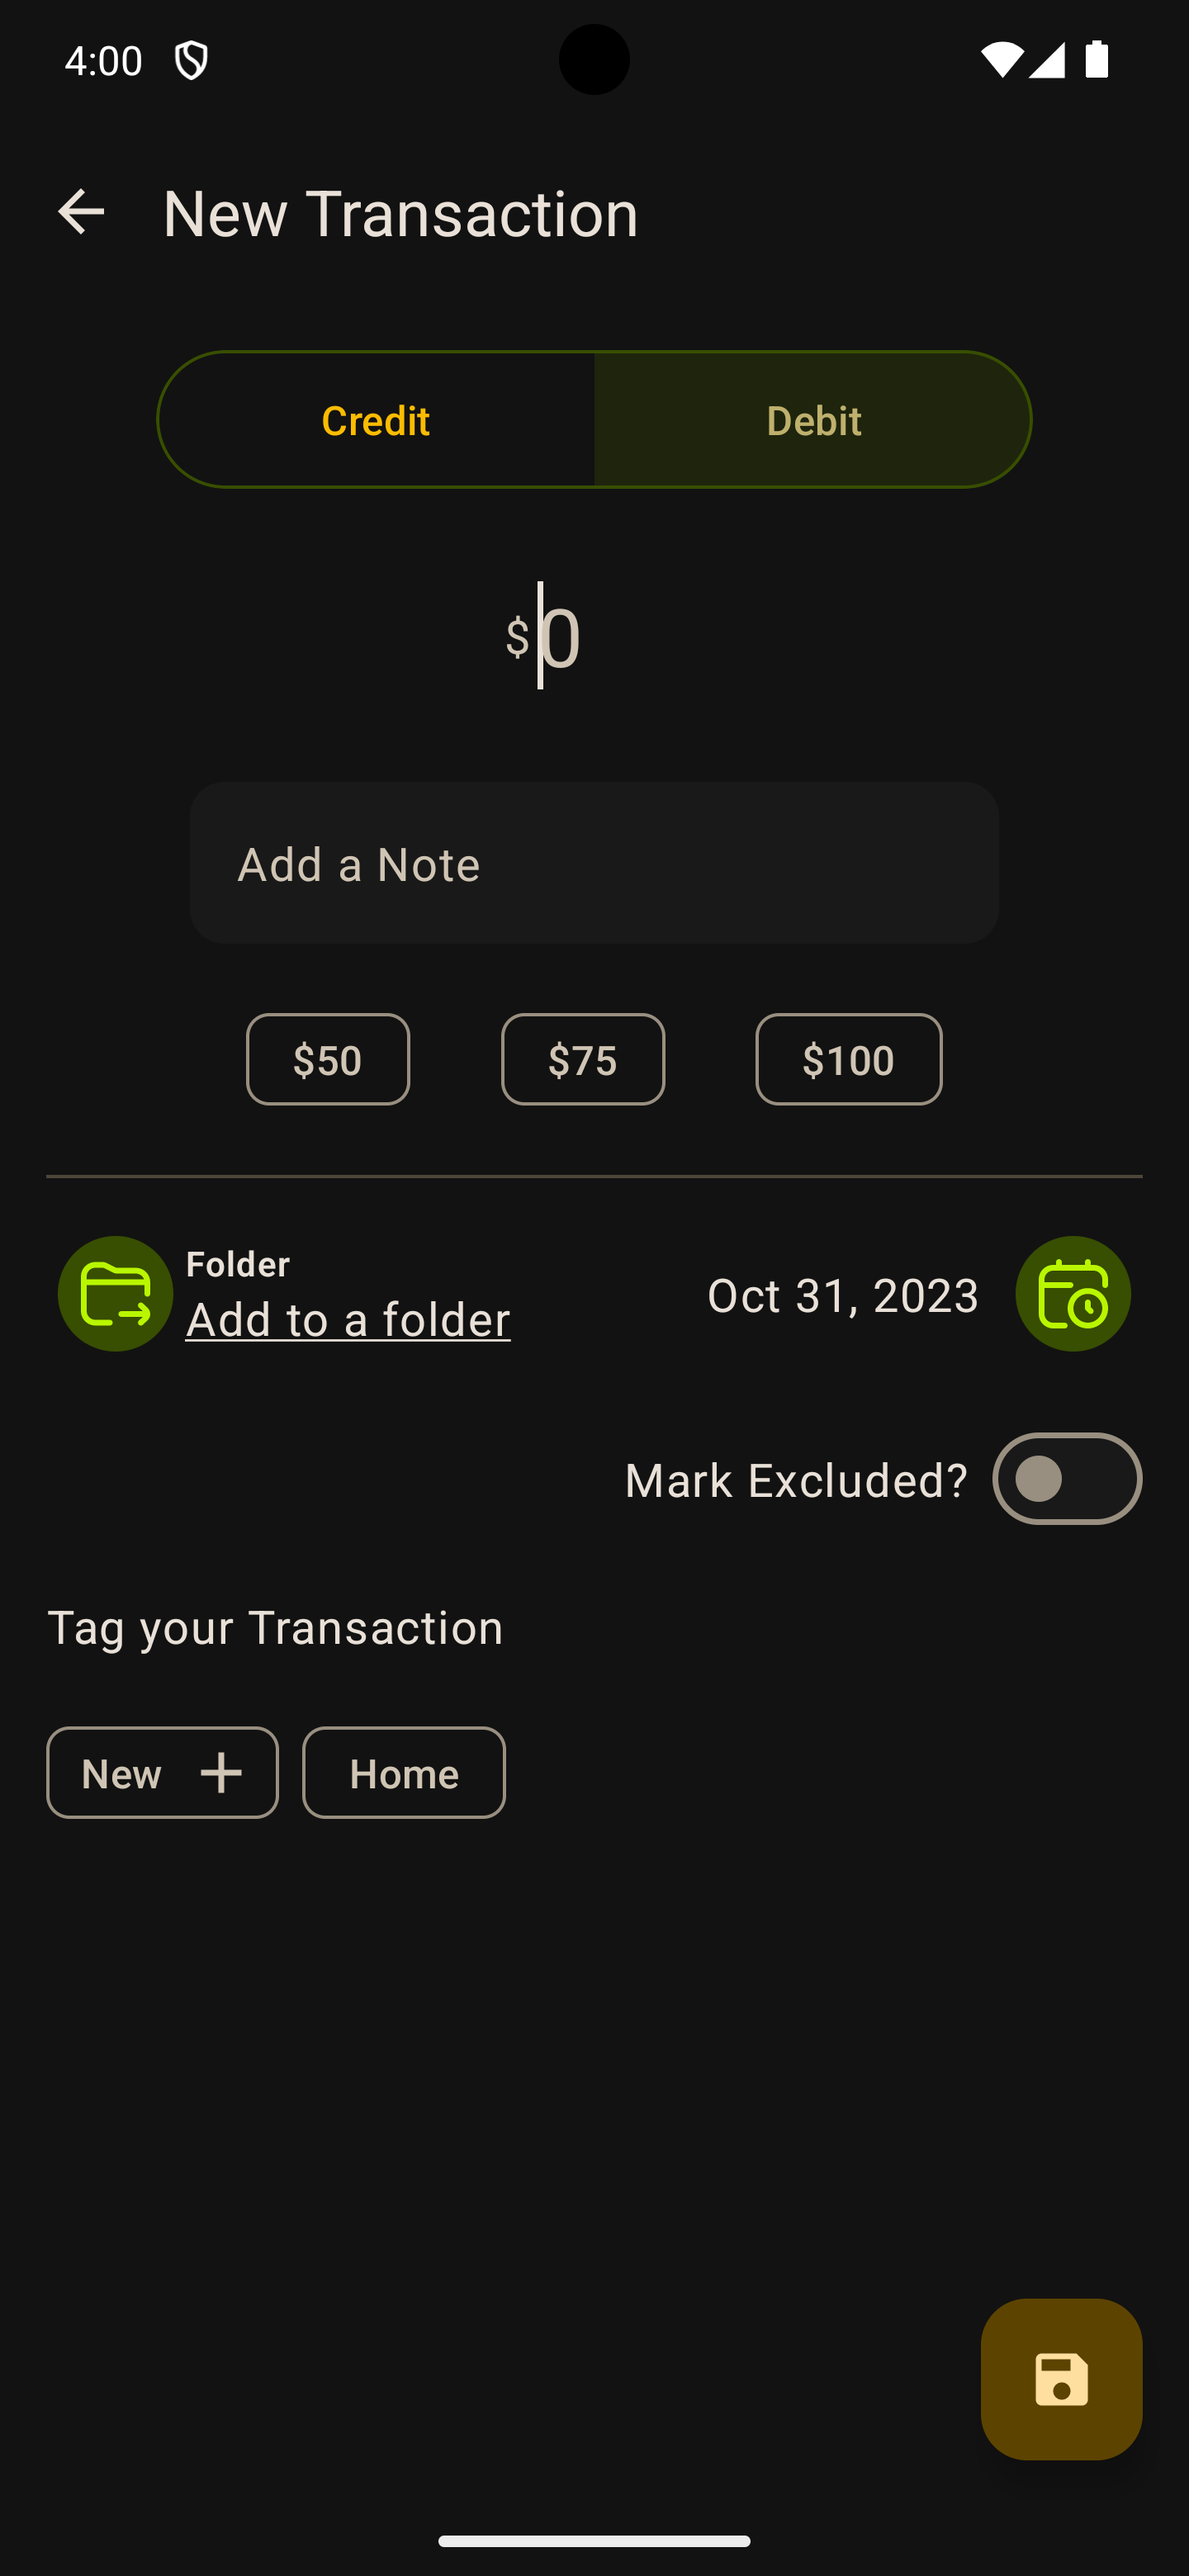 4:00
New Transaction
Credit Debit
$0
Add a Note
$50 $75 $100
Folder
Add to a folder
Oct 31, 2023
Mark Excluded?
Tag your Transaction
New Home